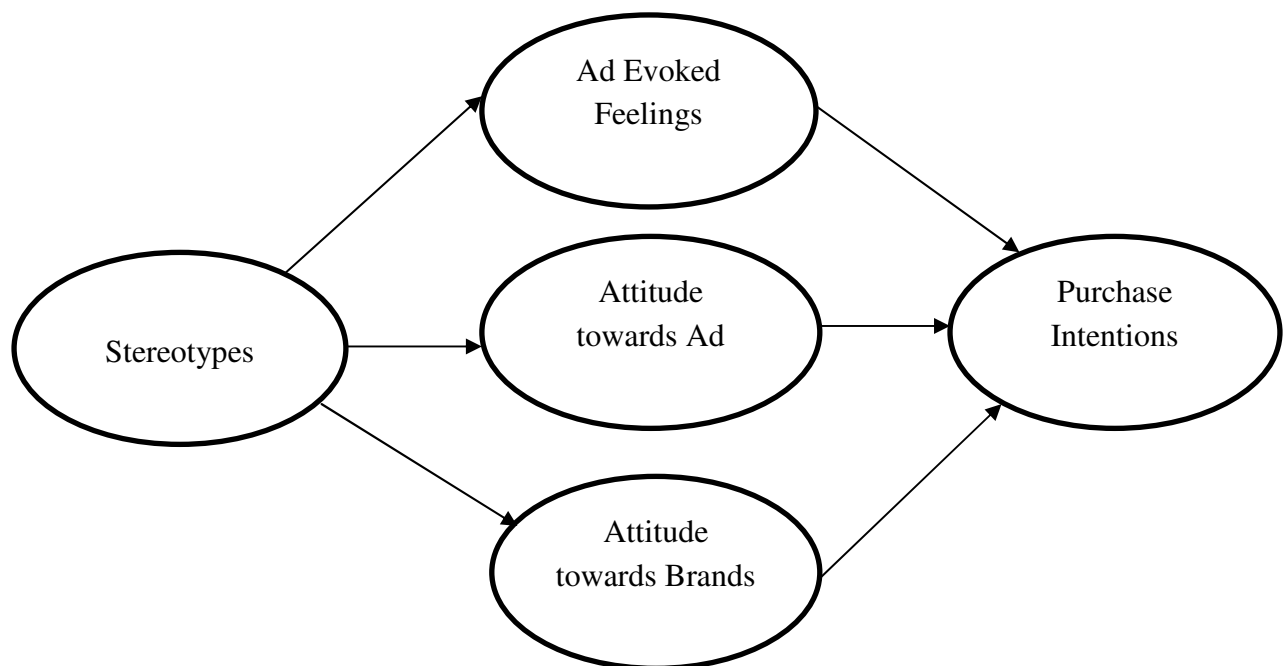 Ad Evoked
Feelings
Stereotypes
Attitude
towards Ad
Purchase
Intentions
Attitude
towards Brands